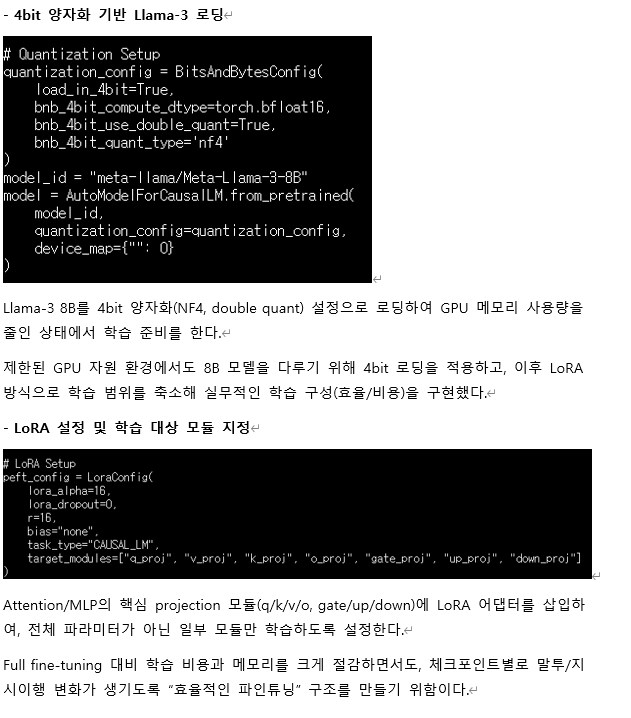 - 4bit 양자화 기반 Llama-3 로딩
# Quantization Setup
quantization_config = BitsAndBytesConfig(
    load_in_4bit=True,
    bnb_4bit_compute_dtype=torch.bfloat16,
    bnb_4bit_use_double_quant=True,
    bnb_4bit_quant_type='nf4'
)
model_id = "meta-llama/Meta-Llama-3-8B"
model = AutoModelForCausalLM.from_pretrained(
    model_id,
    quantization_config=quantization_config,
    device_map={"": 0}
)
Llama-3 8B를 4bit 양자화(NF4, double quant) 설정으로 로딩하여 GPU 메모리 사용량을
줄인 상태에서 학습 준비를 한다.
제한된 GPU 자원 환경에서도 8B 모델을 다루기 위해 4bit 로딩을 적용하고, 이후 LoRA
방식으로 학습 범위를 축소해 실무적인 학습 구성(효율/비용)을 구현했다.
- LoRA 설정 및 학습 대상 모듈 지정
# LoRA Setup
peft_config = LoraConfig(
    lora_alpha=16,
    lora_dropout=0,
    r=16,
    bias="none",
    task_type="CAUSAL_LM",
    target_modules=["q_proj", "v_proj", "k_proj", "o_proj", "gate_proj", "up_proj", "down_proj"]
)
Attention/MLP의 핵심 projection 모듈(q/k/v/o, gate/up/down)에 LoRA 어댑터를 삽입하
여, 전체 파라미터가 아닌 일부 모듈만 학습하도록 설정한다.
Full fine-tuning 대비 학습 비용과 메모리를 크게 절감하면서도, 체크포인트별로 말투/지
시이행 변화가 생기도록 “효율적인 파인튜닝” 구조를 만들기 위함이다.